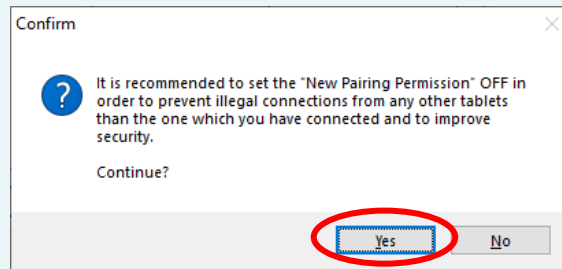 Confirm
It is recommended to set the "New Pairing Permission" OFF in
order to prevent illegal connections from any other tablets
than the one which you have connected and to improve
security.
Continue?
Yes
No